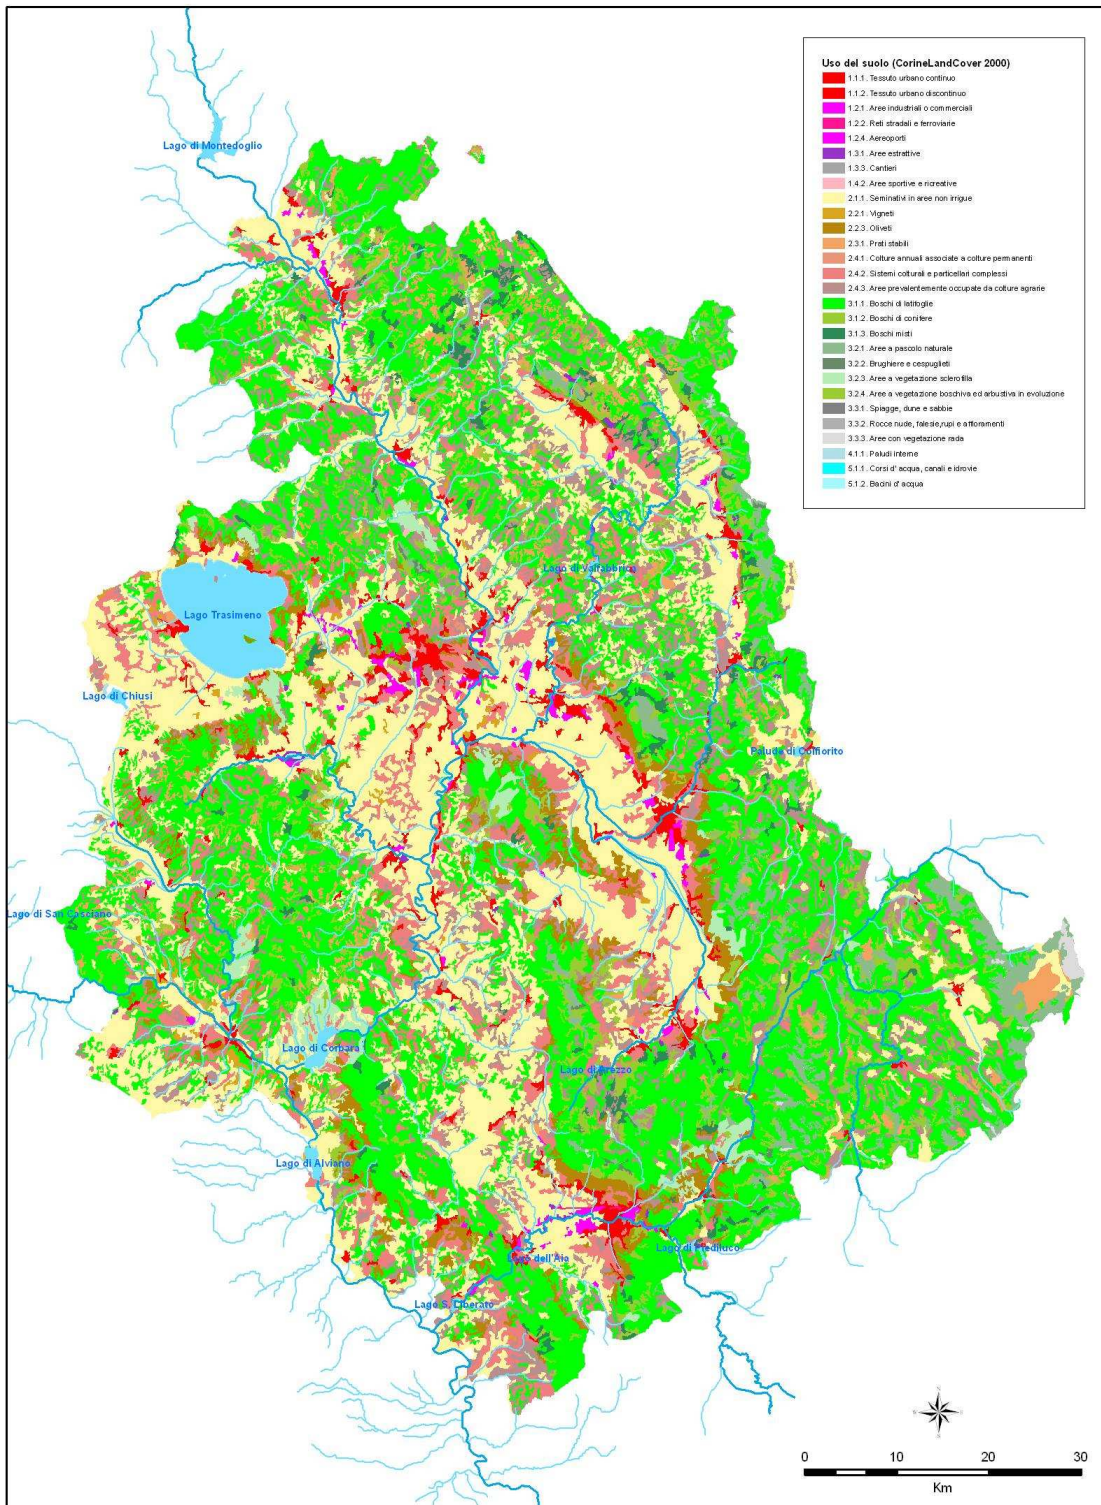 Uso del suolo (CorineLandCover 2000)
1.1.1. Tessuto urbano continuo
1.1.2. Tessuto urbano discontinuo
1.2.1. Aree industriali o commerciali
1.2.2. Reti stradali e ferroviarie
1.2.4. Aereoporti
1.3.1. Aree estrattive
1.3.3. Cantieri
1.4.2. Aree sportive e ricreative
2.1.1. Seminativi in aree non irrigue
2.2.1. Vigneti
2.2.3. Oliveti
2.3.1. Prati stabili
2.4.1. Colture annuali associate a colture permanenti
2.4.2. Sistemi colturali e particellari complessi
2.4.3. Aree prevalentemente occupate da colture agrarie
3.1.1. Boschi di latifoglie
3.1.2. Boschi di conifere
3.1.3. Boschi misti
3.2.1. Aree a pascolo naturale
3.2.2. Brughiere e cespuglieti
3.2.3. Aree a vegetazione sclerofilla
3.2.4. Aree a vegetazione boschiva ed arbustiva in evoluzione
3.3.1. Spiagge, dune e sabbie
3.3.2. Rocce nude, falesie,rupi e affioramenti
3.3.3. Aree con vegetazione rada
4.1.1. Paludi interne
5.1.1. Corsi d' acqua, canali e idrovie
5.1.2. Bacini d' acqua
Lago di Montedoglio
Lago di Valfabbrica
Lago Trasimeno
Lago di Chiusi
Palude di Colfiorito
Lago di San Casciano
Lago di Corbara
Lago di Arezzo
Lago di Alviano
Lago di Piediluco
dell'Aia
Lago S. Liberato
0 10 20 30
Km